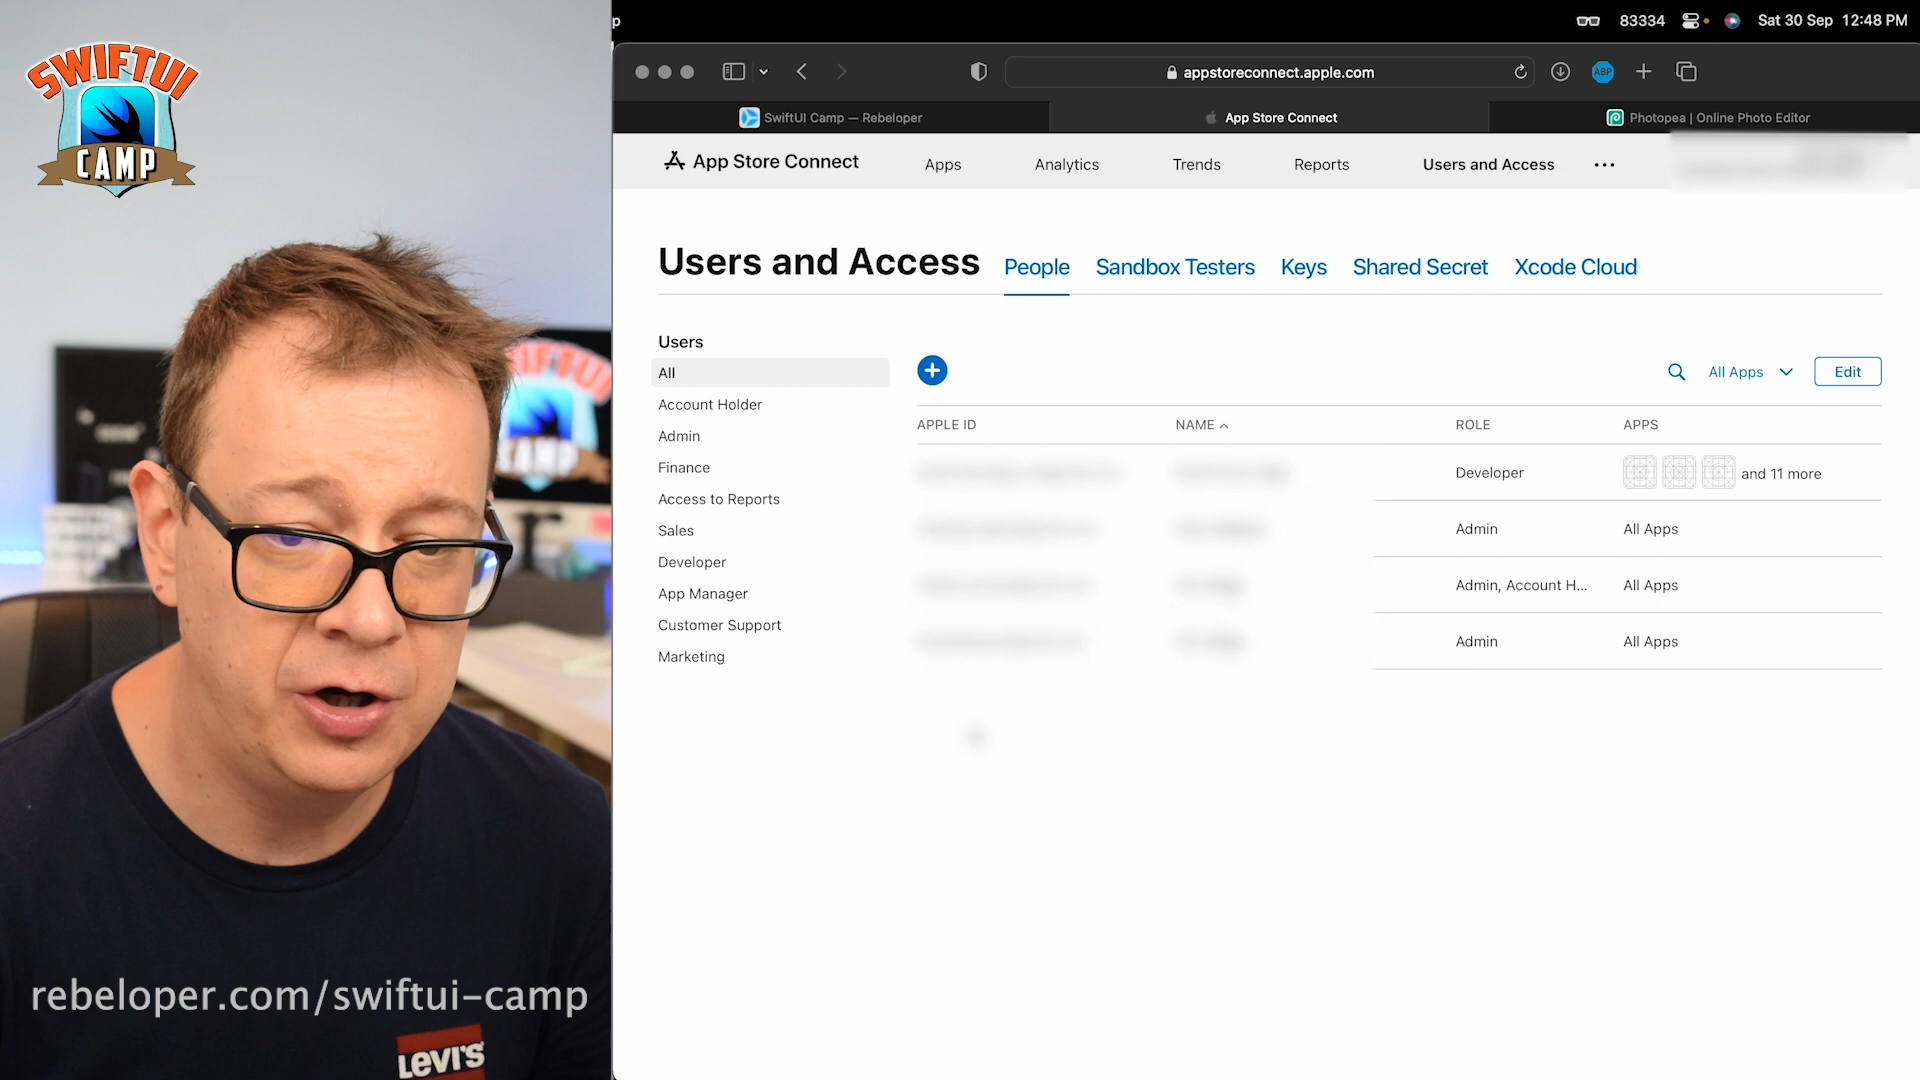 SWIFTUI
CAMP
p
83334
Sat 30 Sep 12:48 PM
appstoreconnect.apple.com
ABP
SwiftUI Camp — Rebeloper
App Store Connect
Photopea | Online Photo Editor
App Store Connect
Apps
Analytics
Trends
Reports
Users and Access
Users and Access
People
Sandbox Testers
Keys
Shared Secret
Xcode Cloud
Users
All
Account Holder
Admin
Finance
Access to Reports
Sales
Developer
App Manager
Customer Support
Marketing
All Apps
Edit
APPLE ID
NAME
ROLE
APPS
Developer
and 11 more
Admin
All Apps
Admin, Account H...
All Apps
Admin
All Apps
rebeloper.com/swiftui-camp
LEVI'S